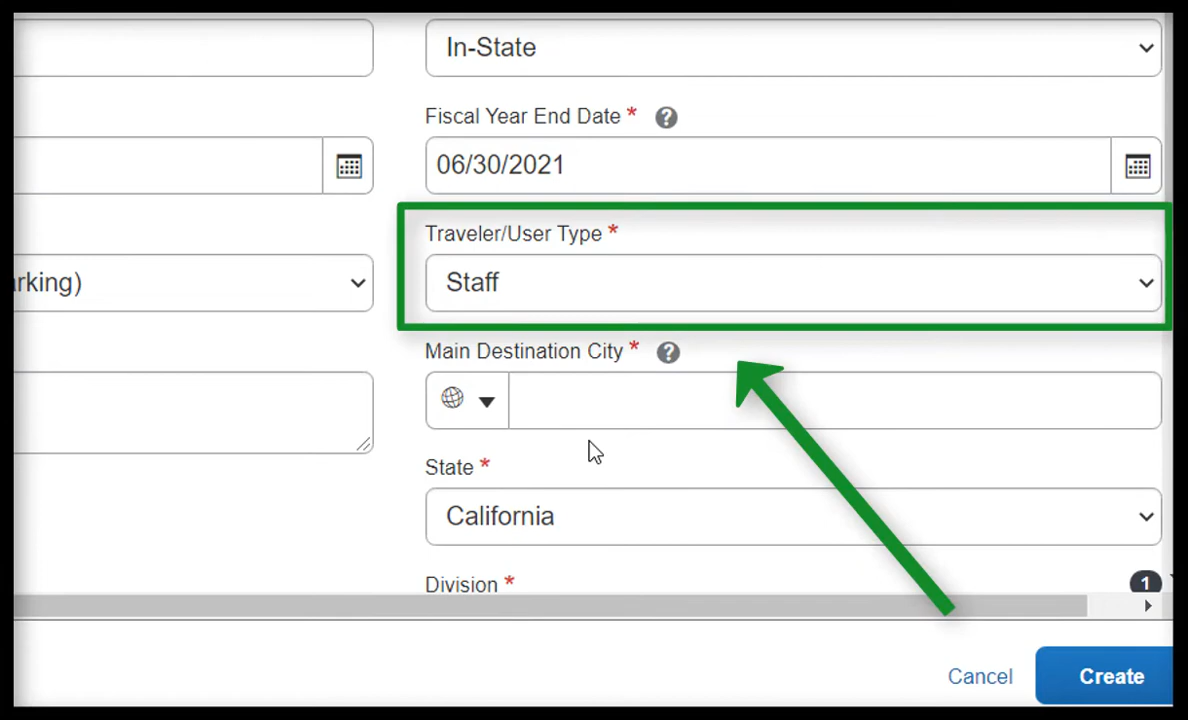 In-State
Fiscal Year End Date * ?
06/30/2021
Traveler/User Type *
arking)
Staff
Main Destination City * ?
State *
California
Division *
1
Cancel
Create